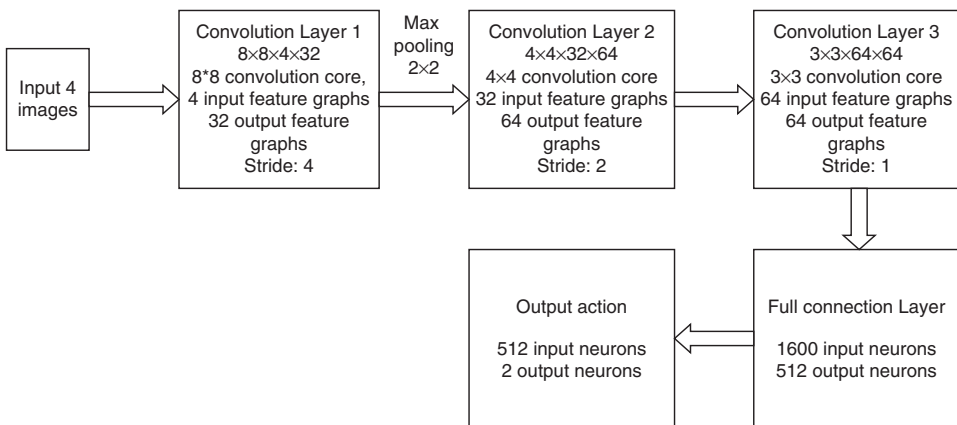 Input 4
images
Convolution Layer 1
8×8×4×32
8*8 convolution core,
4 input feature graphs
32 output feature
graphs
Stride: 4
Max
pooling
2×2
Convolution Layer 2
4×4×32×64
4×4 convolution core
32 input feature graphs
64 output feature
graphs
Stride: 2
Convolution Layer 3
3×3×64×64
3×3 convolution core
64 input feature graphs
64 output feature
graphs
Stride: 1
Full connection Layer
1600 input neurons
512 output neurons
Output action
512 input neurons
2 output neurons